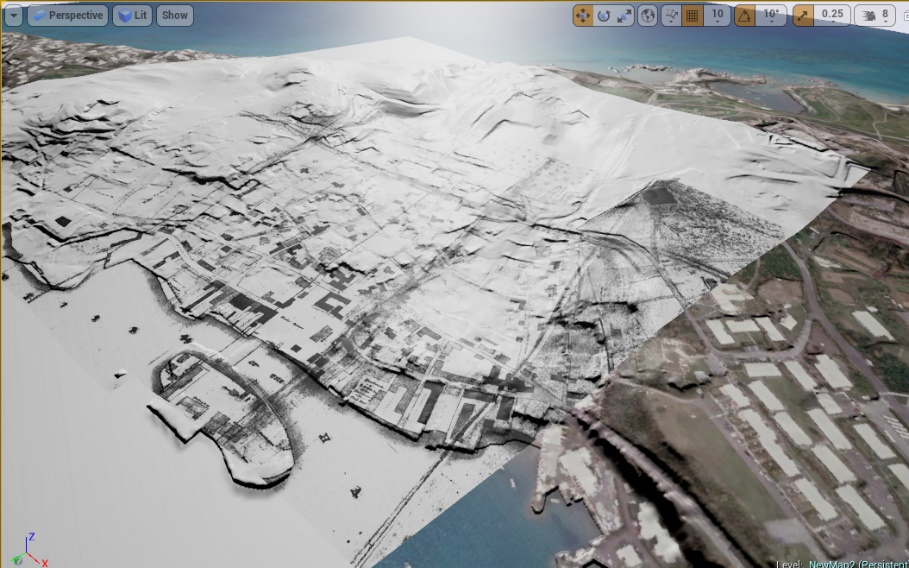 Perspective Lit Show 10 10° 0.25 8
Z
X
Level: NewMap2 (Persistent